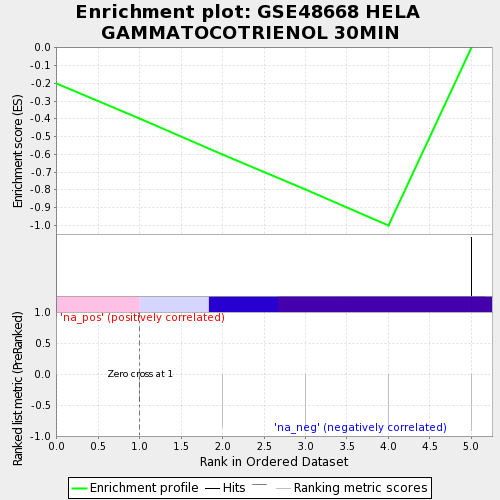 Enrichment plot: GSE48668 HELA
GAMMATOCOTRIENOL 30MIN
Enrichment score (ES)
0.0
-0.1
-0.2
-0.3
-0.4
-0.5
-0.6
-0.7
-0.8
-0.9
-1.0
Ranked list metric (PreRanked)
1.0
0.5
0.0
-0.5
-1.0
'na_pos' (positively correlated)
Zero cross at 1
'na_neg' (negatively correlated)
0.0 0.5 1.0 1.5 2.0 2.5 3.0 3.5 4.0 4.5 5.0
Rank in Ordered Dataset
Enrichment profile Hits Ranking metric scores